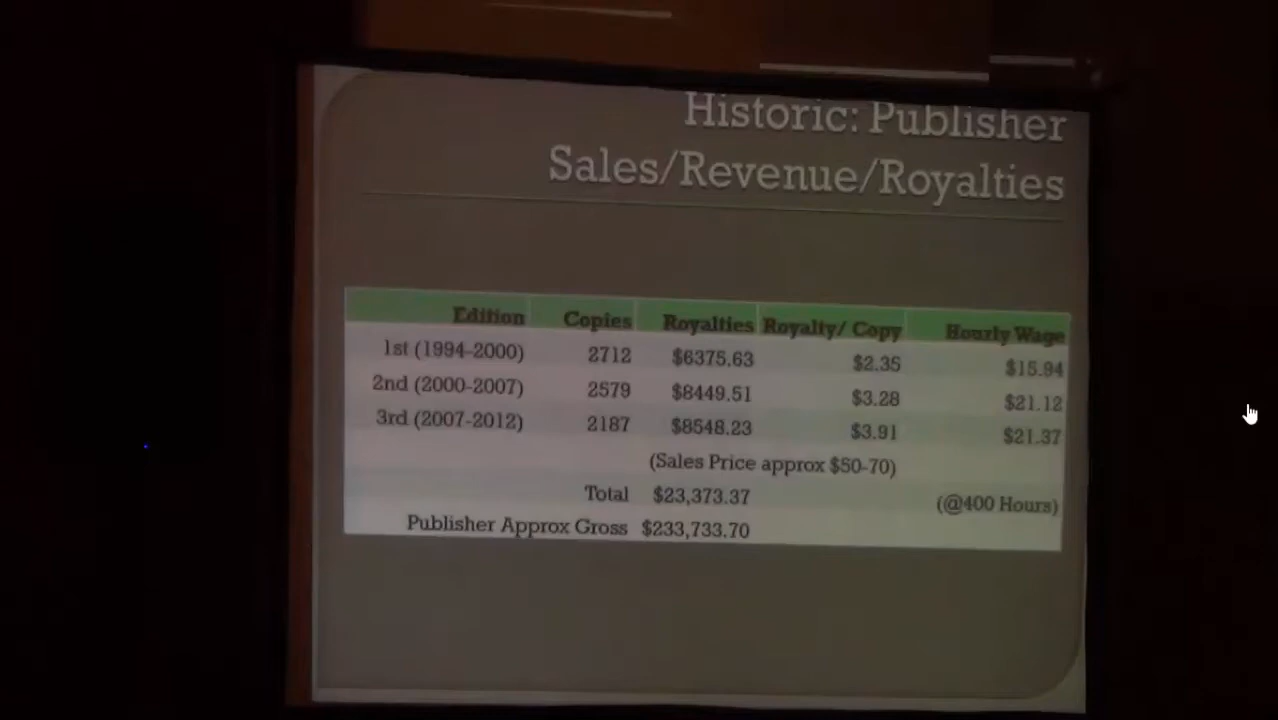 Historic: Publisher
Sales/Revenue/Royalties
Edition Copies Royalties Royalty/ Copy Hourly Wage
1st (1994-2000) 2712 $6375.63 $2.35 $15.94
2nd (2000-2007) 2579 $8449.51 $3.28 $21.12
3rd (2007-2012) 2187 $8548.23 $3.91 $21.37
(Sales Price approx $50-70)
Total $23,373.37 (@400 Hours)
Publisher Approx Gross $233,733.70